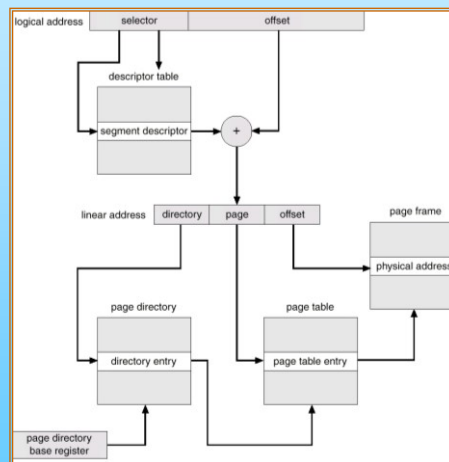 logical address selector offset
descriptor table
segment descriptor +
linear address directory page offset
page frame
physical address
page directory page table
directory entry page table entry
page directory
base register